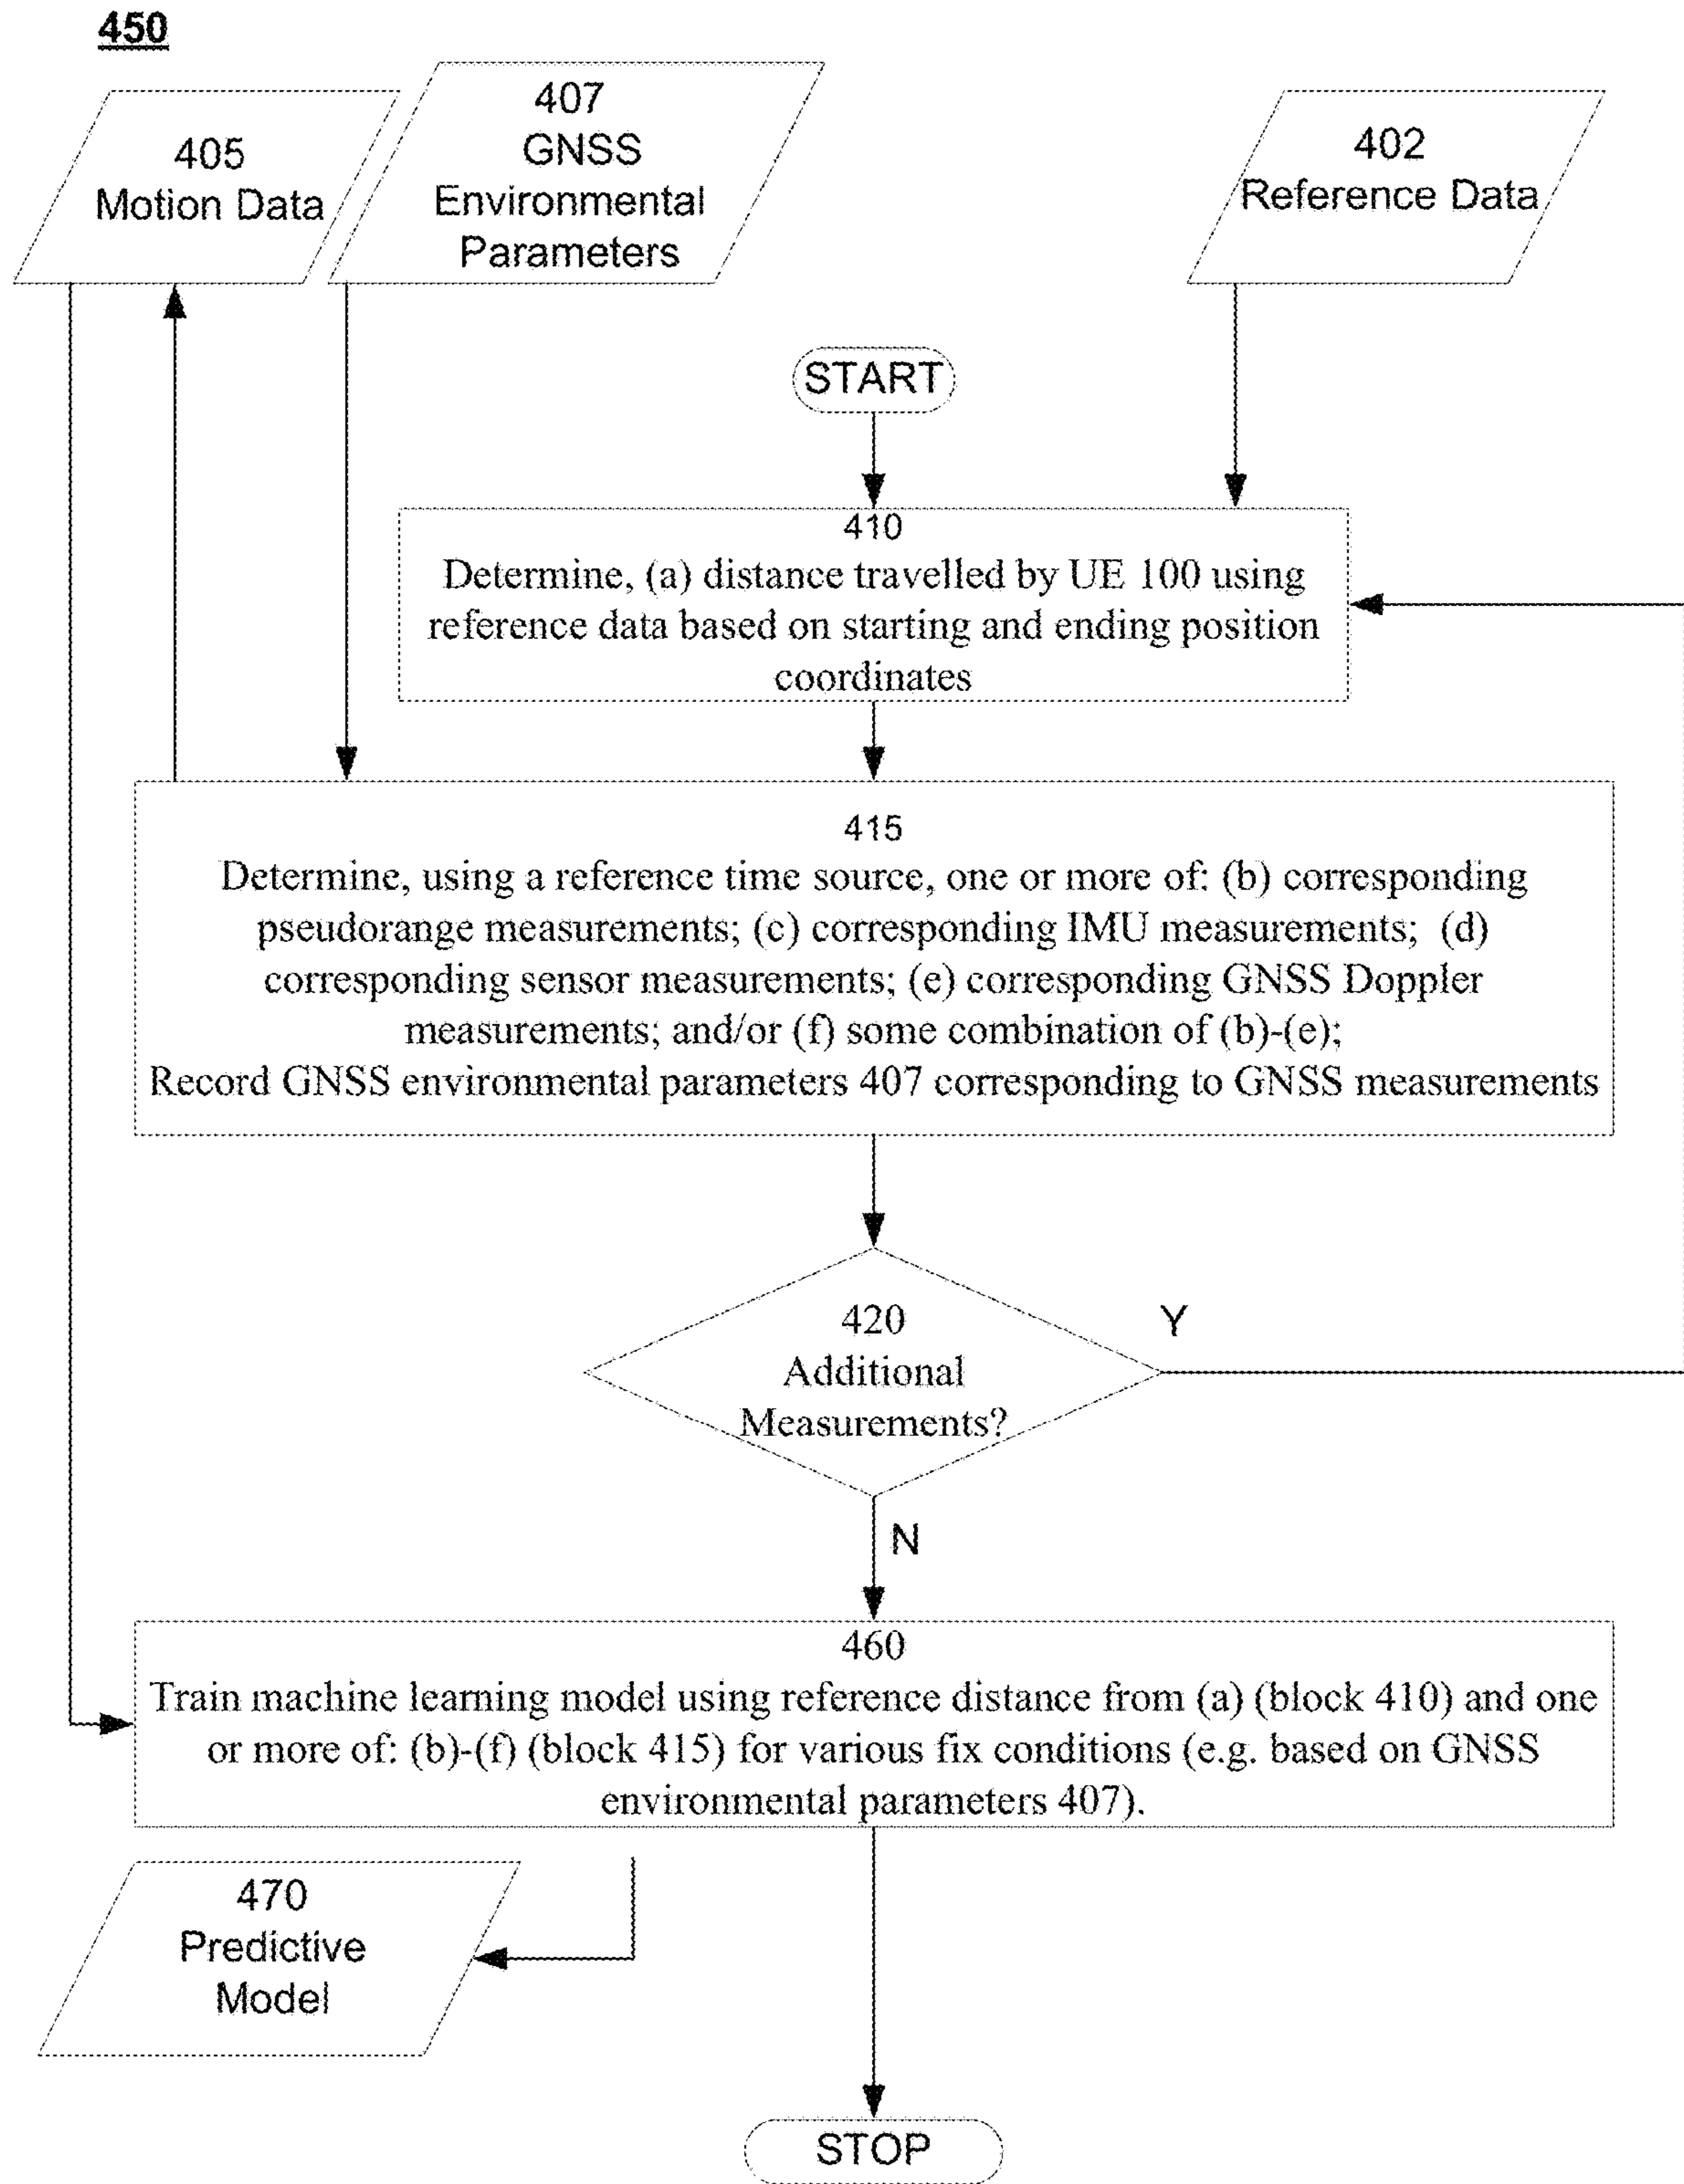 450
405
Motion Data
407
GNSS
Environmental
Parameters
402
Reference Data
START
410
Determine, (a) distance travelled by UE 100 using
reference data based on starting and ending position
coordinates
415
Determine, using a reference time source, one or more of: (b) corresponding
pseudorange measurements; (c) corresponding IMU measurements; (d)
corresponding sensor measurements; (e) corresponding GNSS Doppler
measurements; and/or (f) some combination of (b)-(e);
Record GNSS environmental parameters 407 corresponding to GNSS measurements
420
Additional
Measurements?
Y
N
460
Train machine learning model using reference distance from (a) (block 410) and one
or more of: (b)-(f) (block 415) for various fix conditions (e.g. based on GNSS
environmental parameters 407).
470
Predictive
Model
STOP